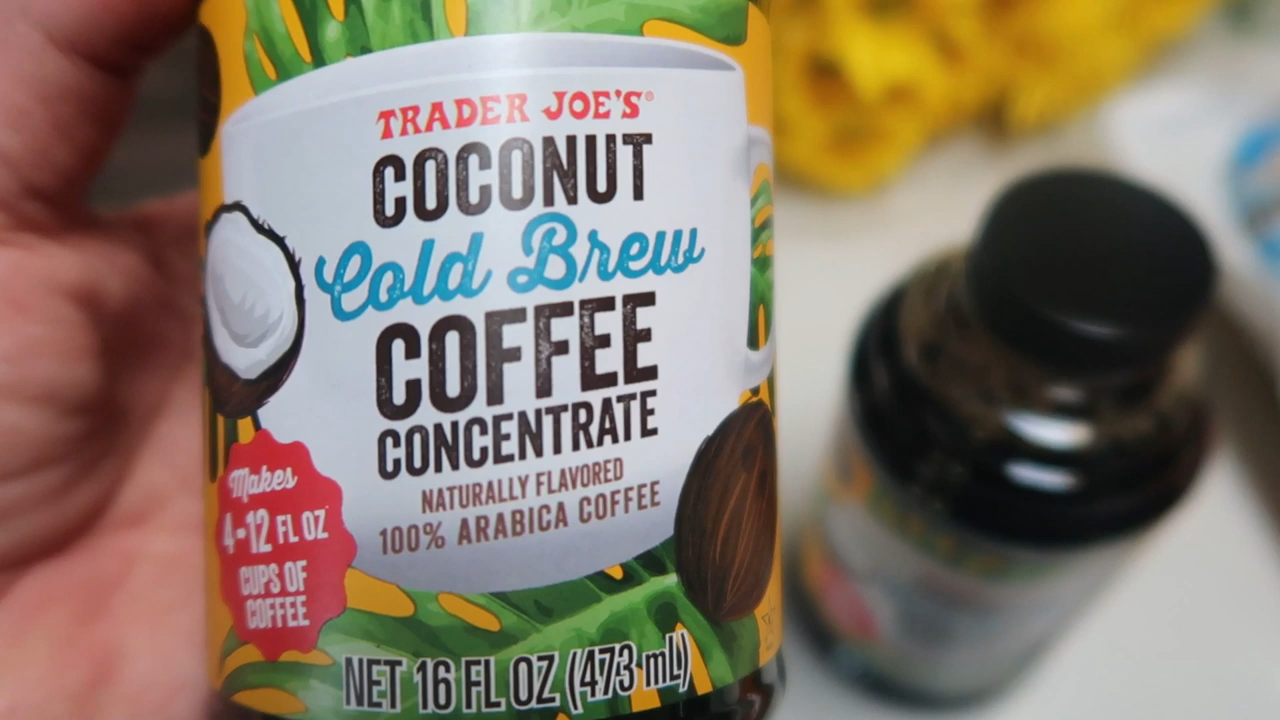 TRADER JOE'S®
COCONUT
Cold Brew
COFFEE
CONCENTRATE
NATURALLY FLAVORED
100% ARABICA COFFEE
Makes
4-12 FL OZ
CUPS OF
COFFEE
NET 16 FL OZ (473 mL)